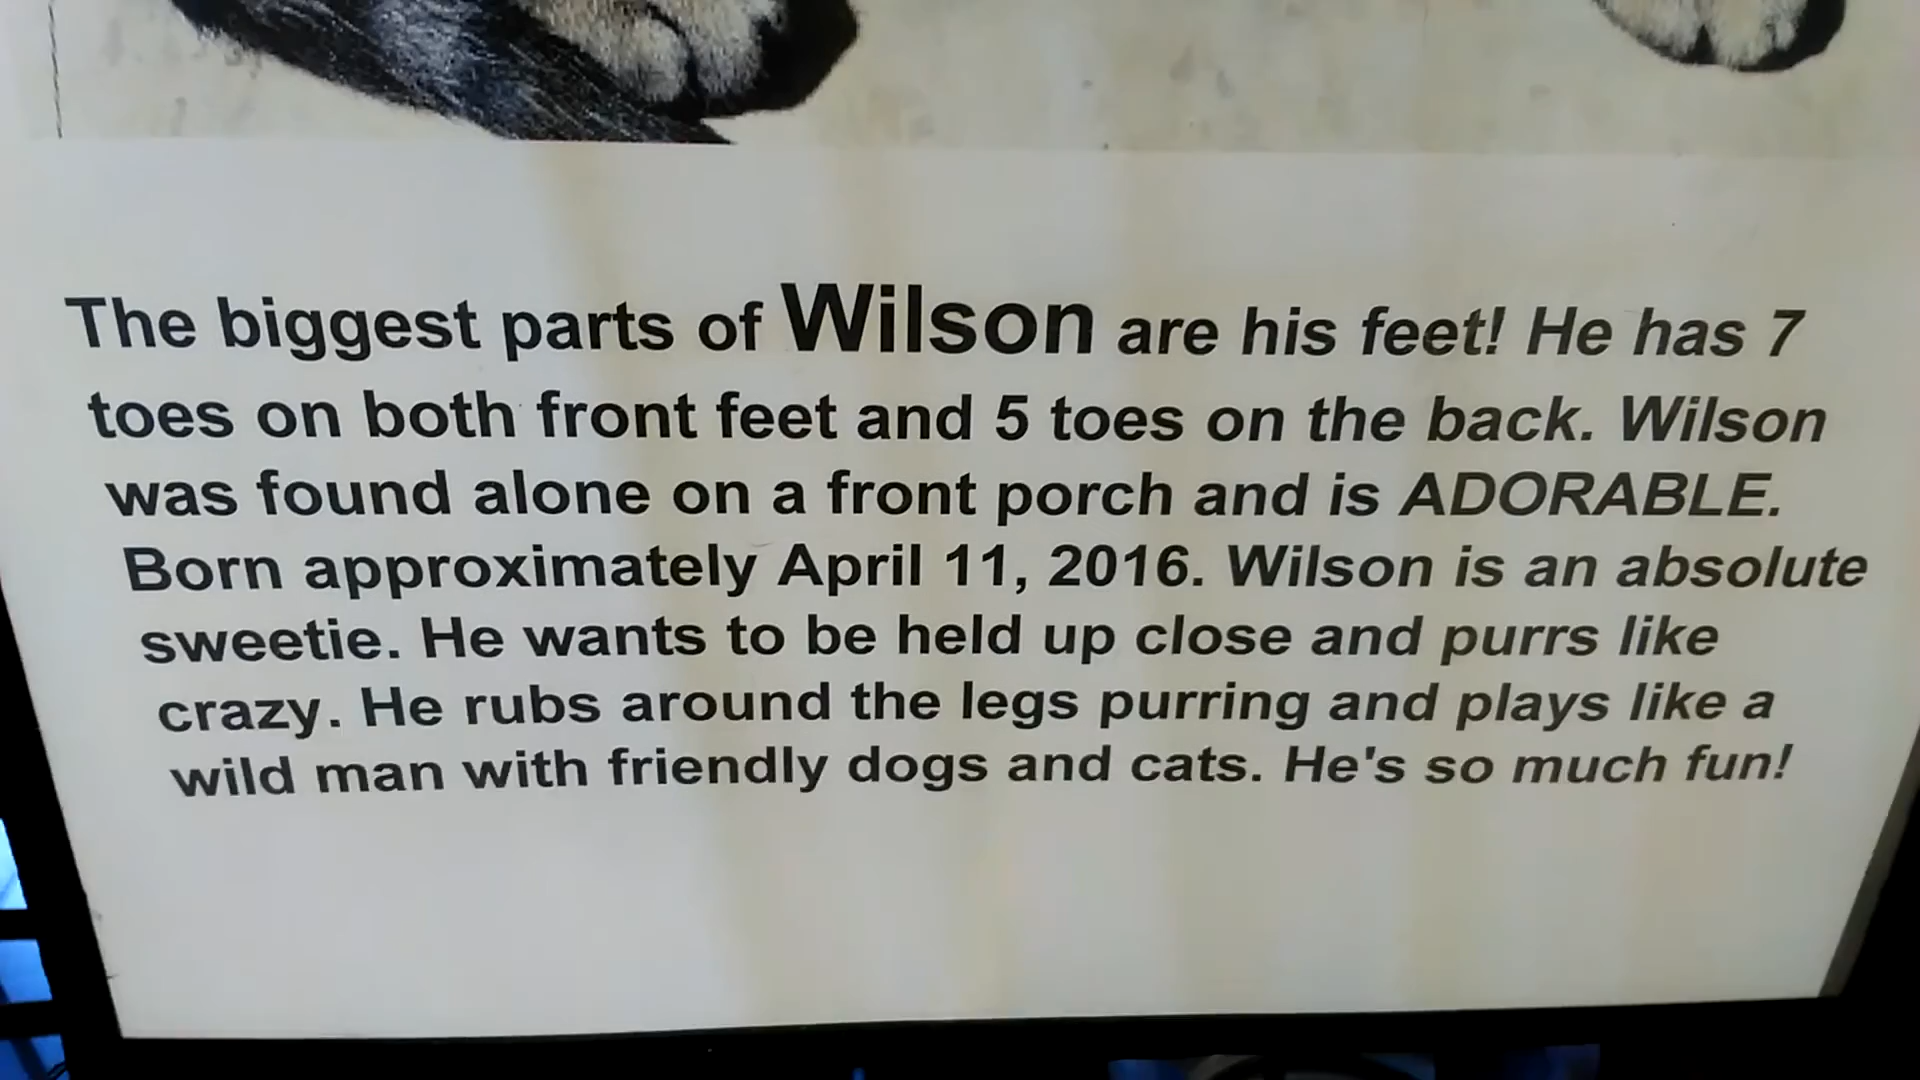 The biggest parts of Wilson are his feet! He has 7
toes on both front feet and 5 toes on the back. Wilson
was found alone on a front porch and is ADORABLE.
Born approximately April 11, 2016. Wilson is an absolute
sweetie. He wants to be held up close and purrs like
crazy. He rubs around the legs purring and plays like a
wild man with friendly dogs and cats. He's so much fun!